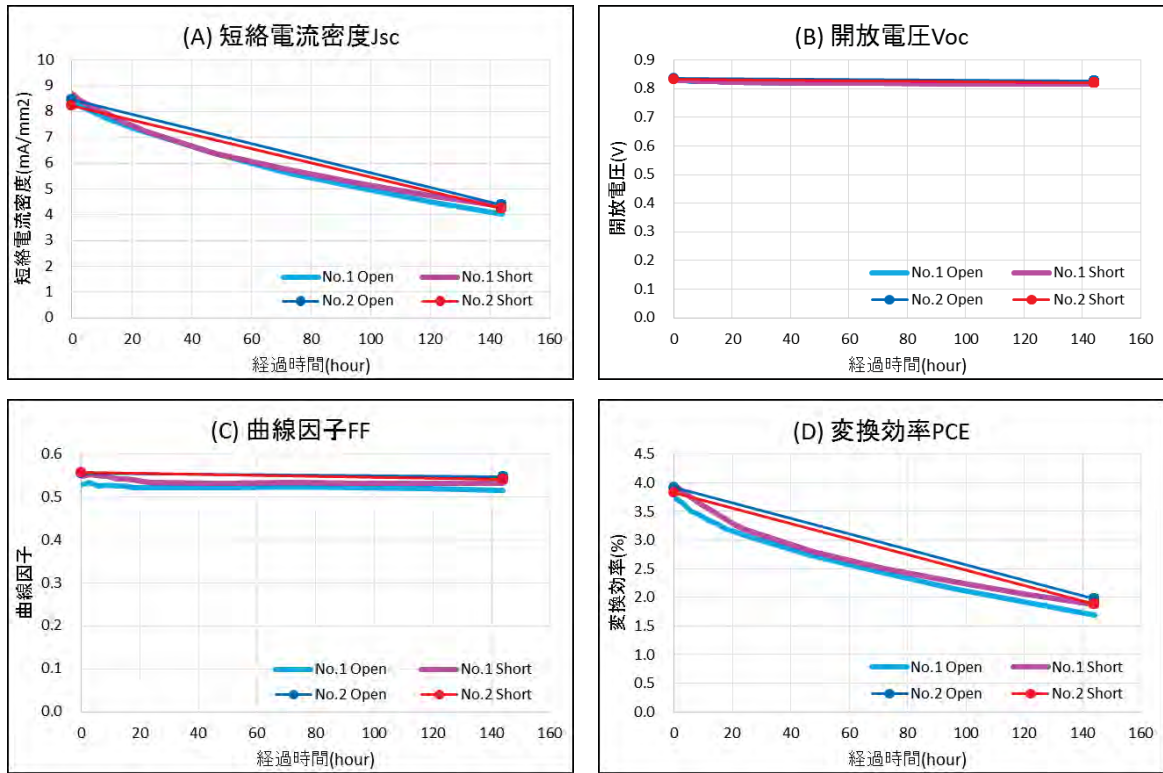 (A) 短絡電流密度Jsc
短絡電流密度(mA/mm2)
10
9
8
7
6
5
4
3
2
1
0
No.1 Open No.1 Short
No.2 Open No.2 Short
0 20 40 60 80 100 120 140 160
経過時間(hour)
(B) 開放電圧Voc
開放電圧(V)
0.9
0.8
0.7
0.6
0.5
0.4
0.3
0.2
0.1
0.0
No.1 Open No.1 Short
No.2 Open No.2 Short
0 20 40 60 80 100 120 140 160
経過時間(hour)
(C) 曲線因子FF
曲線因子
0.6
0.5
0.4
0.3
0.2
0.1
0.0
No.1 Open No.1 Short
No.2 Open No.2 Short
0 20 40 60 80 100 120 140 160
経過時間(hour)
(D) 変換効率PCE
変換効率(%)
4.5
4.0
3.5
3.0
2.5
2.0
1.5
1.0
0.5
0.0
No.1 Open No.1 Short
No.2 Open No.2 Short
0 20 40 60 80 100 120 140 160
経過時間(hour)